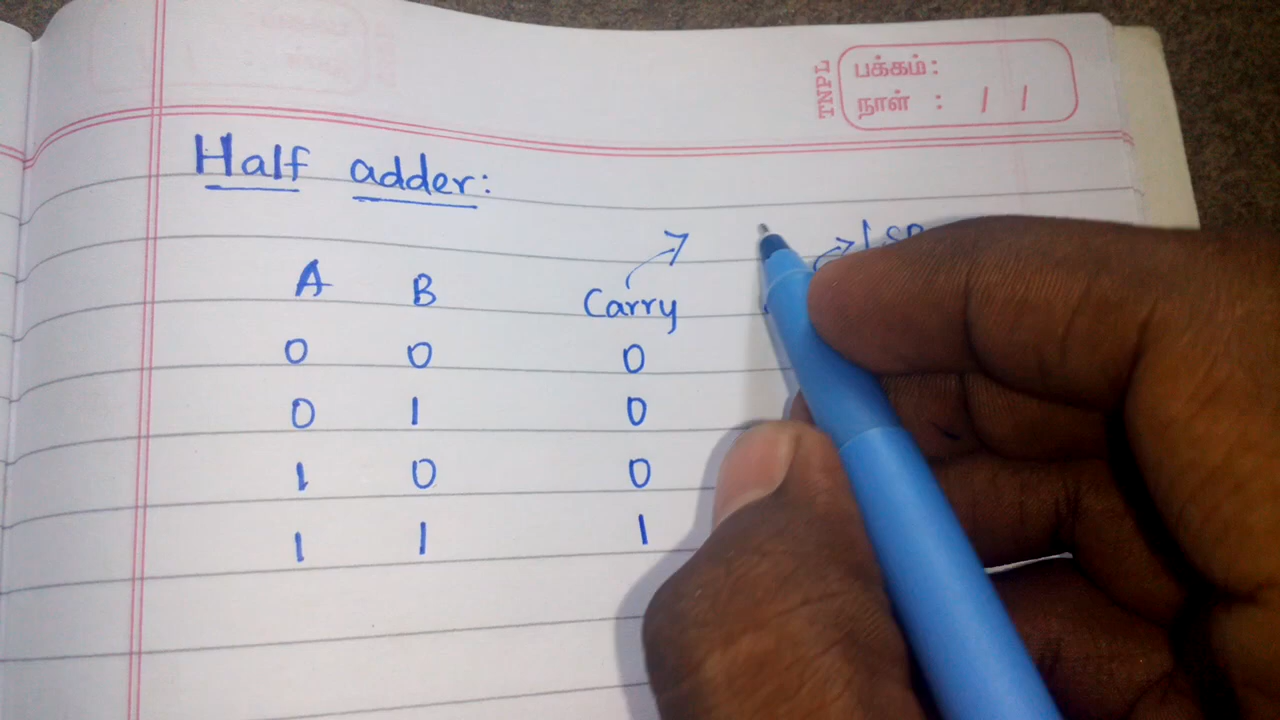 TNPL
பக்கம்:
நாள் : / /
Half adder:
A B Carry
0 0 0
0 1 0
1 0 0
1 1 1